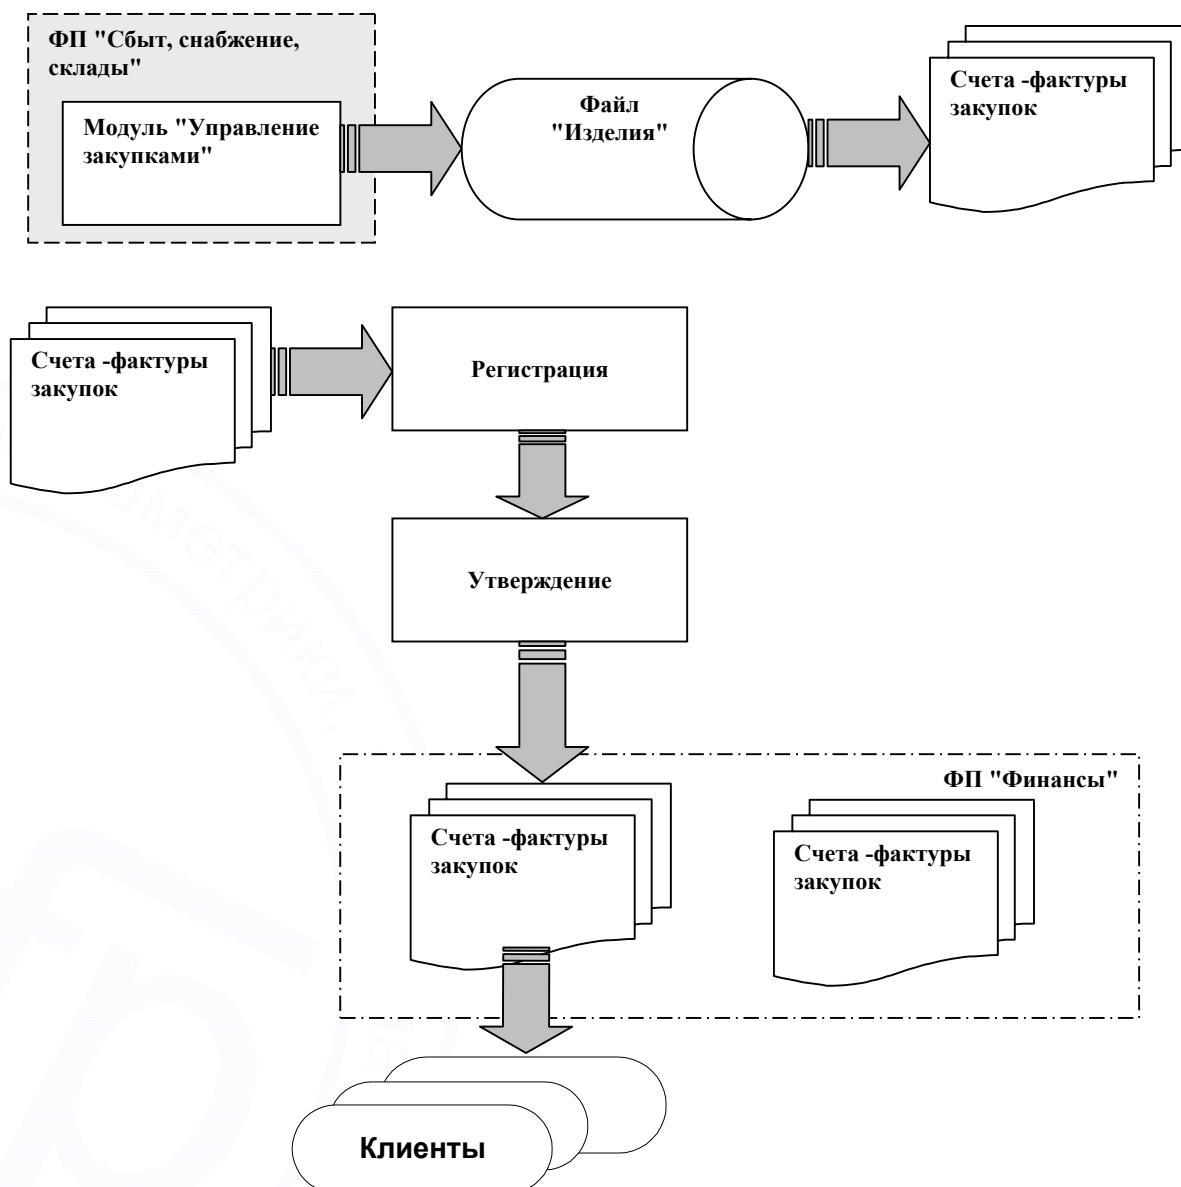 ФП "Сбыт, снабжение,
склады"
Модуль "Управление
закупками"
Файл
"Изделия"
Счета -фактуры
закупок
Счета -фактуры
закупок
Регистрация
Утверждение
ФП "Финансы"
Счета -фактуры
закупок
Счета -фактуры
закупок
Клиенты